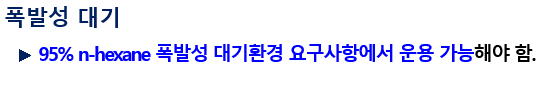 폭발성 대기
▶ 95% n-hexane 폭발성 대기환경 요구사항에서 운용 가능해야 함.